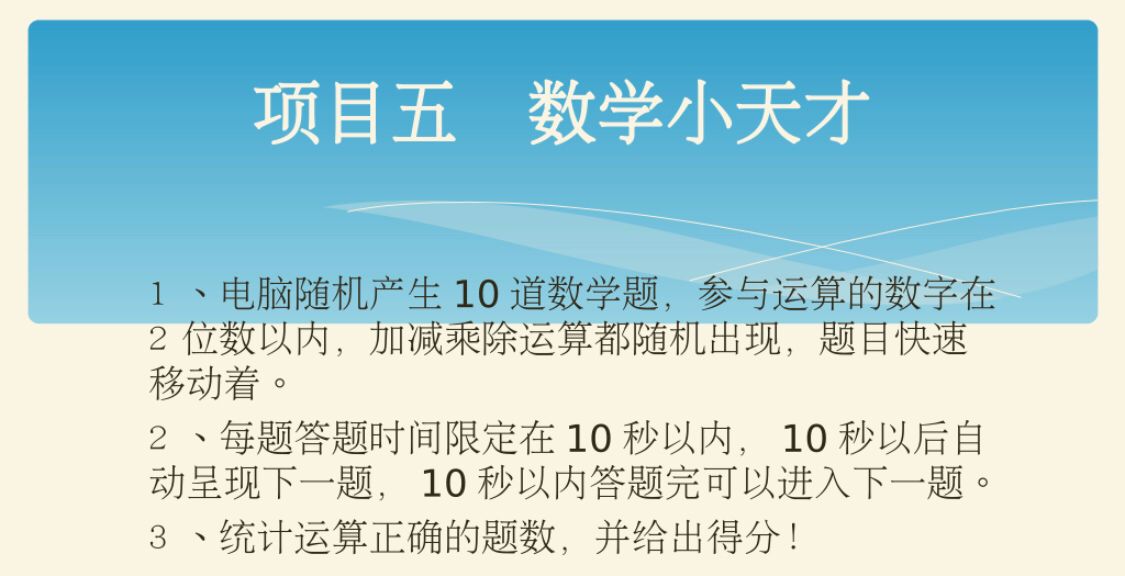 项目五　数学小天才
1 、电脑随机产生 10 道数学题，参与运算的数字在
2 位数以内，加减乘除运算都随机出现，题目快速
移动着。
2 、每题答题时间限定在 10 秒以内， 10 秒以后自
动呈现下一题， 10 秒以内答题完可以进入下一题。
3 、统计运算正确的题数，并给出得分！